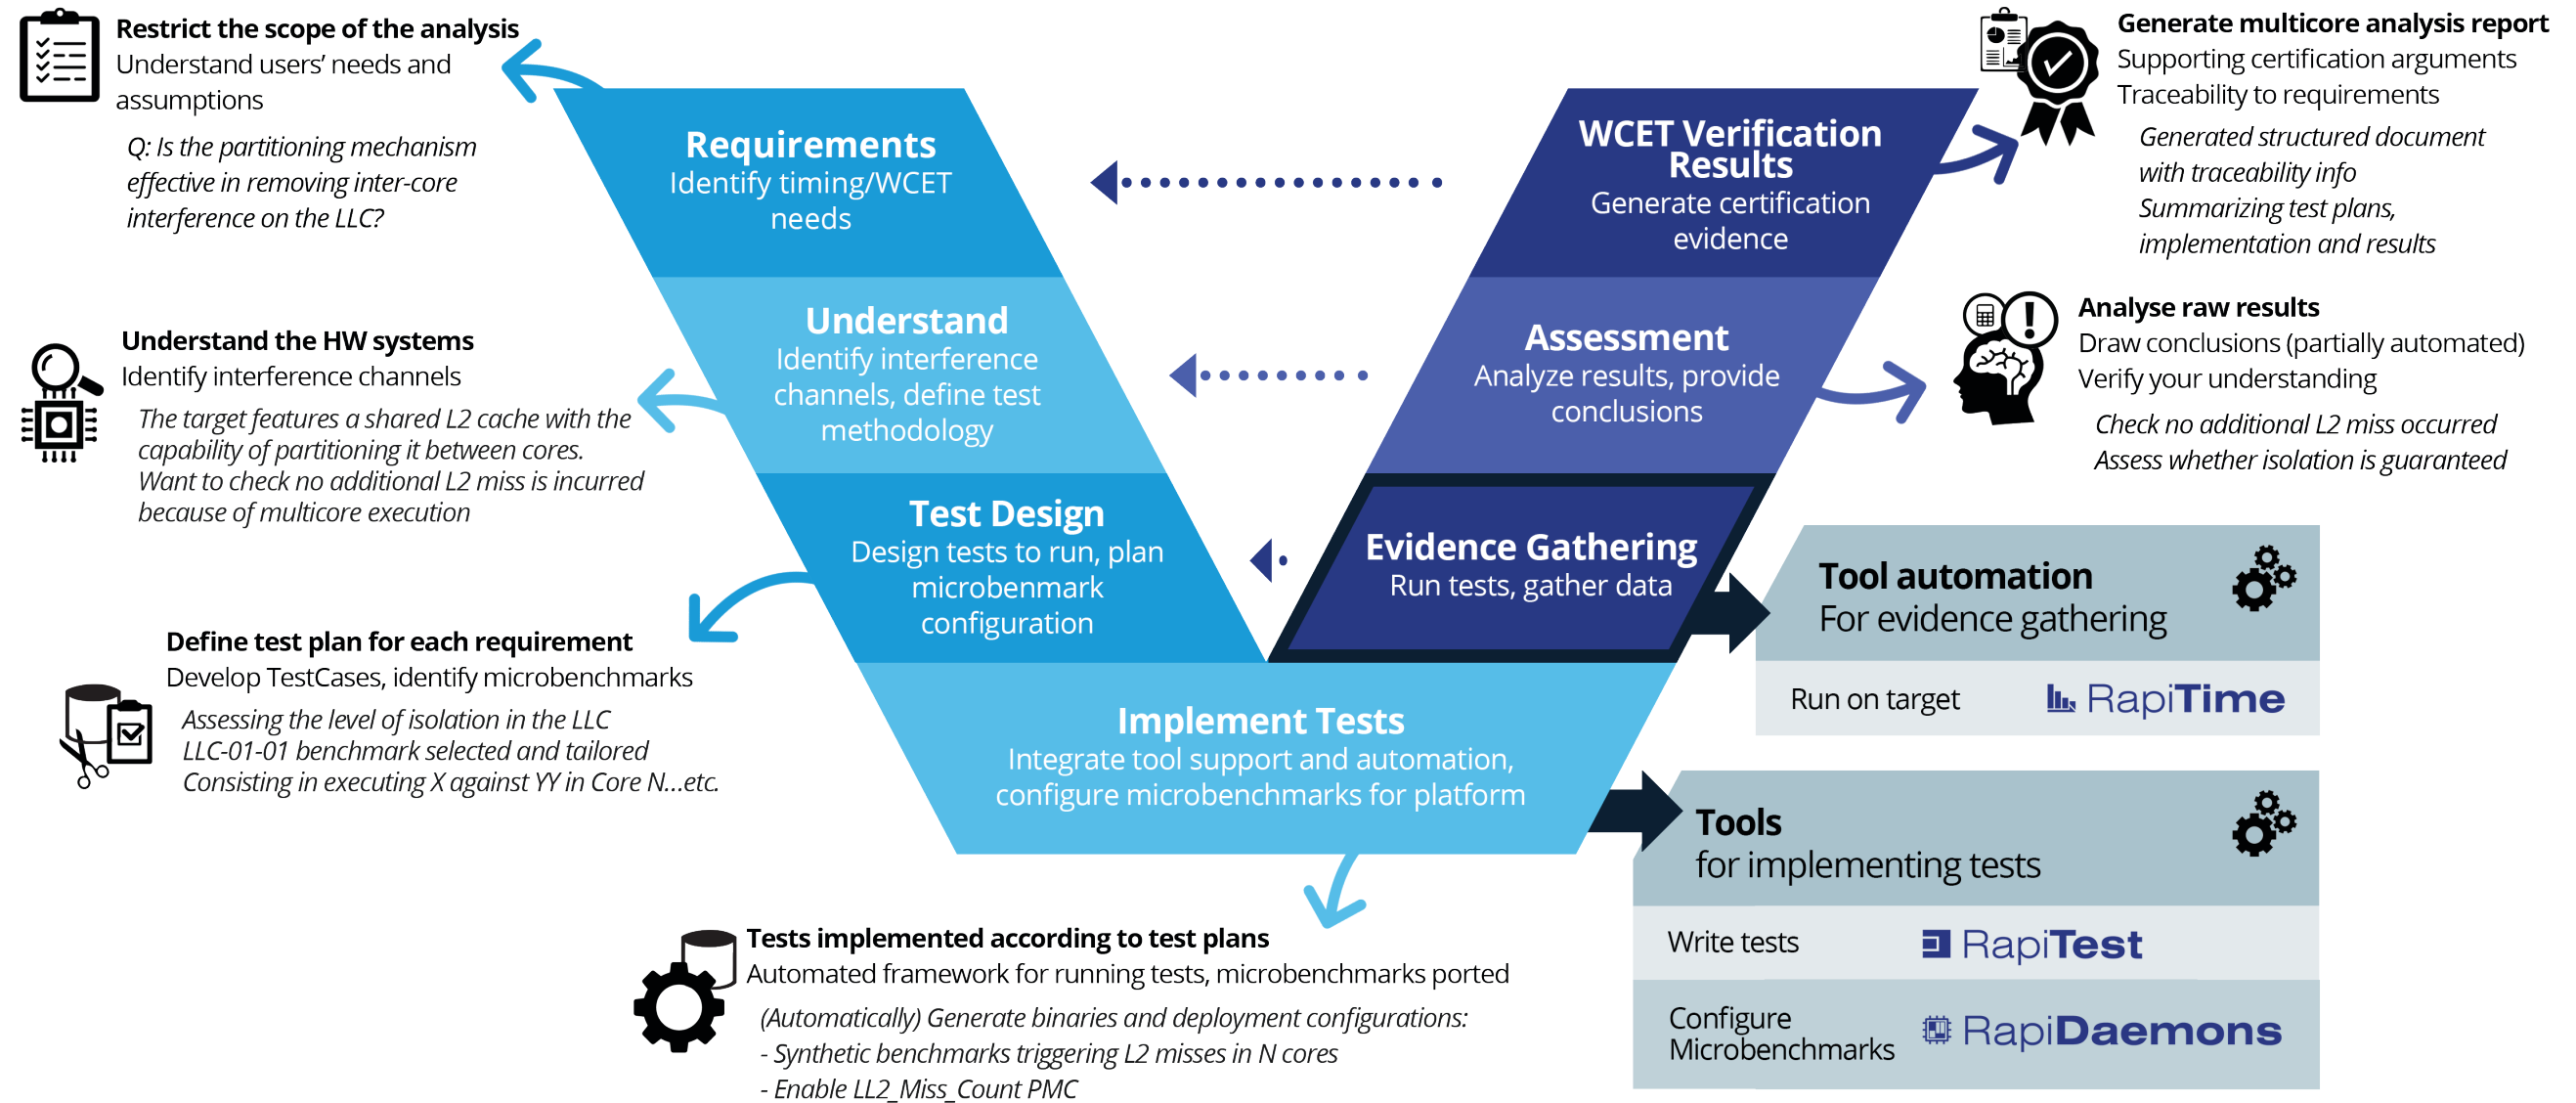 Restrict the scope of the analysis
Understand users’ needs and
assumptions
Q: Is the partitioning mechanism
effective in removing inter-core
interference on the LLC?
Understand the HW systems
Identify interference channels
The target features a shared L2 cache with the
capability of partitioning it between cores.
Want to check no additional L2 miss is incurred
because of multicore execution
Define test plan for each requirement
Develop TestCases, identify microbenchmarks
Assessing the level of isolation in the LLC
LLC-01-01 benchmark selected and tailored
Consisting in executing X against YY in Core N...etc.
Requirements
Identify timing/WCET
needs
Understand
Identify interference
channels, define test
methodology
Test Design
Design tests to run, plan
microbenmark
configuration
Implement Tests
Integrate tool support and automation,
configure microbenchmarks for platform
Tests implemented according to test plans
Automated framework for running tests, microbenchmarks ported
(Automatically) Generate binaries and deployment configurations:
- Synthetic benchmarks triggering L2 misses in N cores
- Enable LL2_Miss_Count PMC
WCET Verification
Results
Generate certification
evidence
Assessment
Analyze results, provide
conclusions
Evidence Gathering
Run tests, gather data
Generate multicore analysis report
Supporting certification arguments
Traceability to requirements
Generated structured document
with traceability info
Summarizing test plans,
implementation and results
Analyse raw results
Draw conclusions (partially automated)
Verify your understanding
Check no additional L2 miss occurred
Assess whether isolation is guaranteed
Tool automation
For evidence gathering
Run on target RapiTime
Tools
for implementing tests
Write tests RapiTest
Configure
Microbenchmarks RapiDaemons